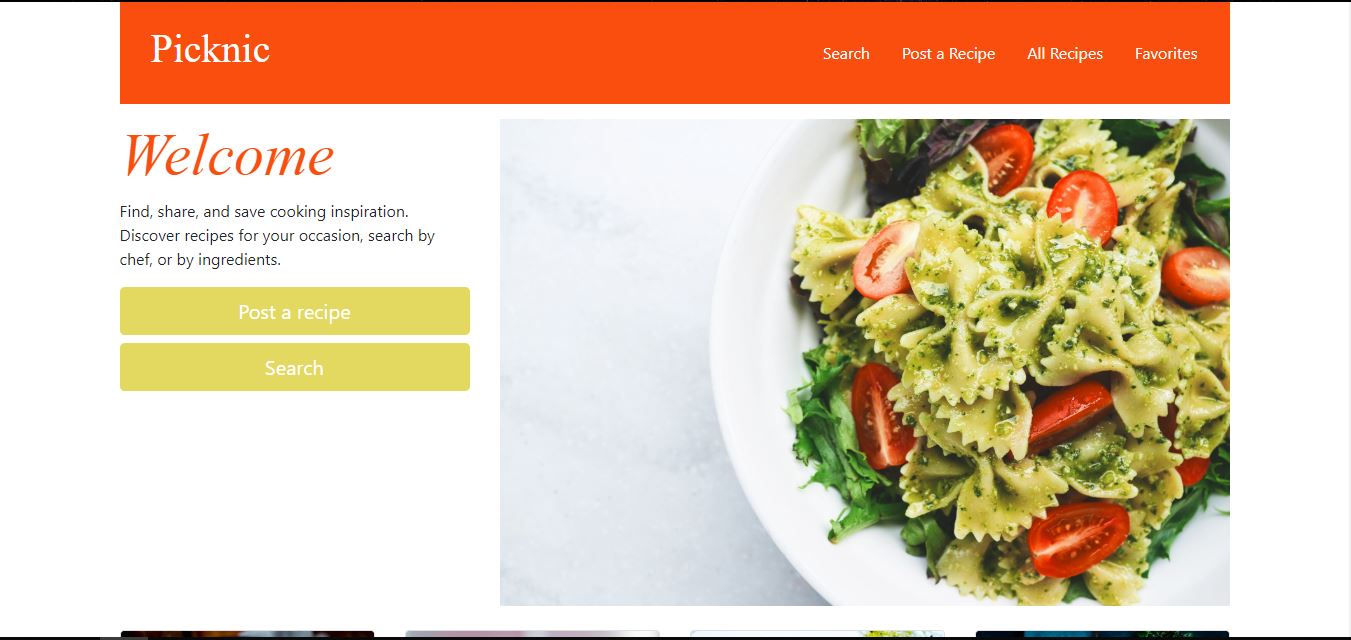 Picknic
Search
Post a Recipe
All Recipes
Favorites
Welcome
Find, share, and save cooking inspiration.
Discover recipes for your occasion, search by
chef, or by ingredients.
Post a recipe
Search